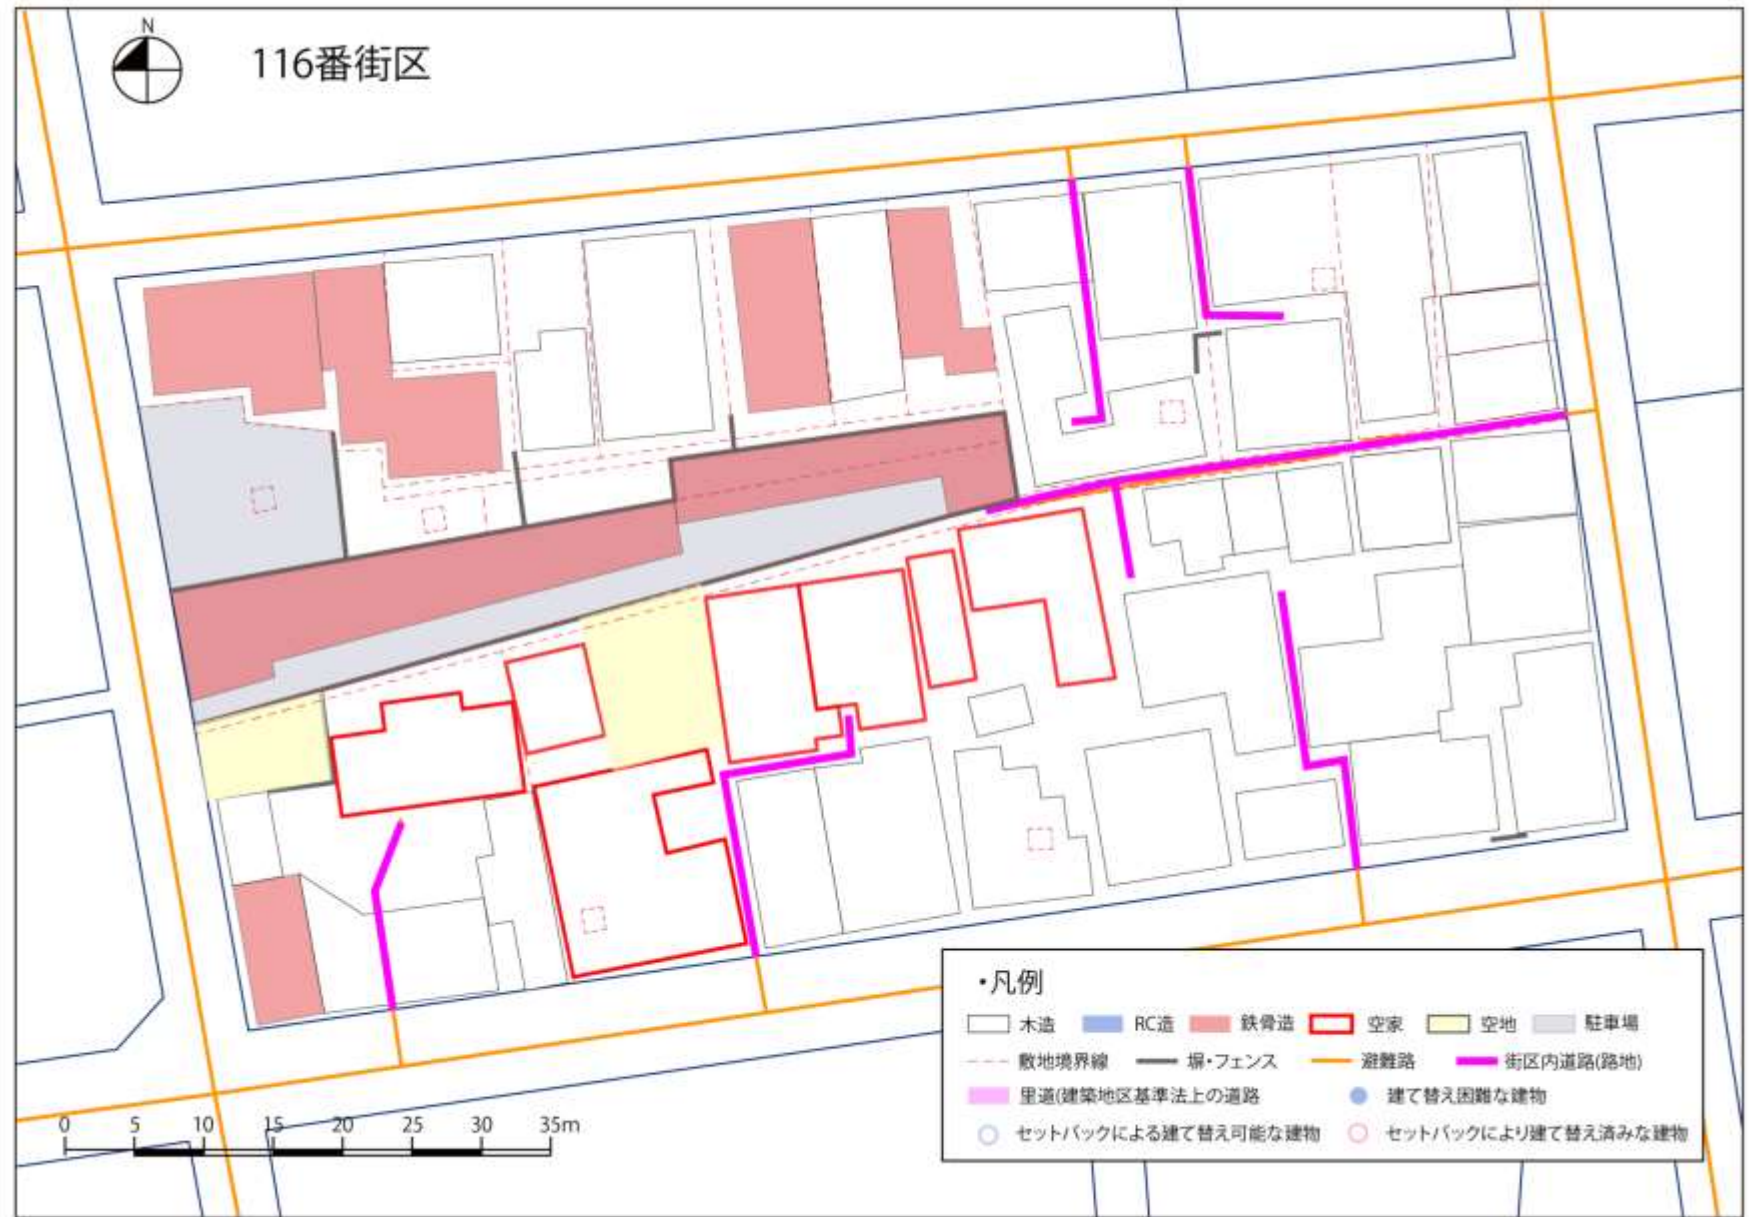 N
116番街区
・凡例
木造 RC造 鉄骨造 空家 空地 駐車場
敷地境界線 塀・フェンス 避難路 街区内道路(路地)
里道(建築地区基準法上の道路 建て替え困難な建物
セットバックによる建て替え可能な建物 セットバックにより建て替え済みな建物
0 5 10 15 20 25 30 35m